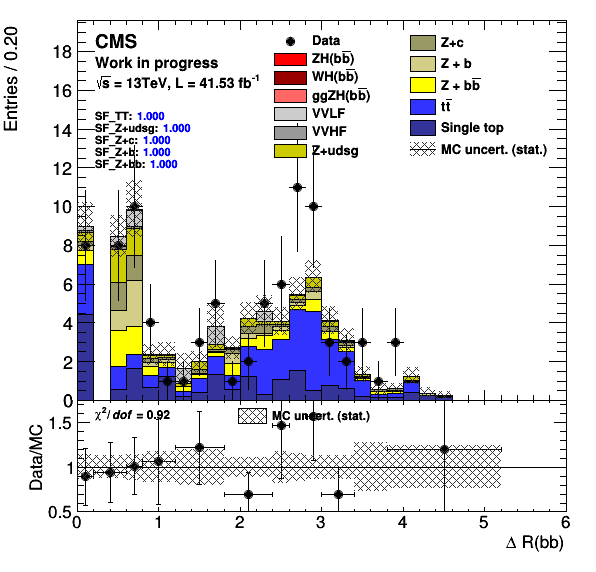 CMS
Work in progress
√s = 13TeV, L = 41.53 fb⁻¹
SF_TT: 1.000
SF_Z+udsg: 1.000
SF_Z+c: 1.000
SF_Z+b: 1.000
SF_Z+bb: 1.000
Data
ZH(bb̅)
WH(bb̅)
ggZH(bb̅)
VVLF
VVHF
Z+udsg
Z+c
Z + b
Z + bb̅
tt̅
Single top
MC uncert. (stat.)
Entries / 0.20
18
16
14
12
10
8
6
4
2
0
χ²/dof = 0.92
MC uncert. (stat.)
Data/MC
1.5
1
0.5
0 1 2 3 4 5 6
Δ R(bb)